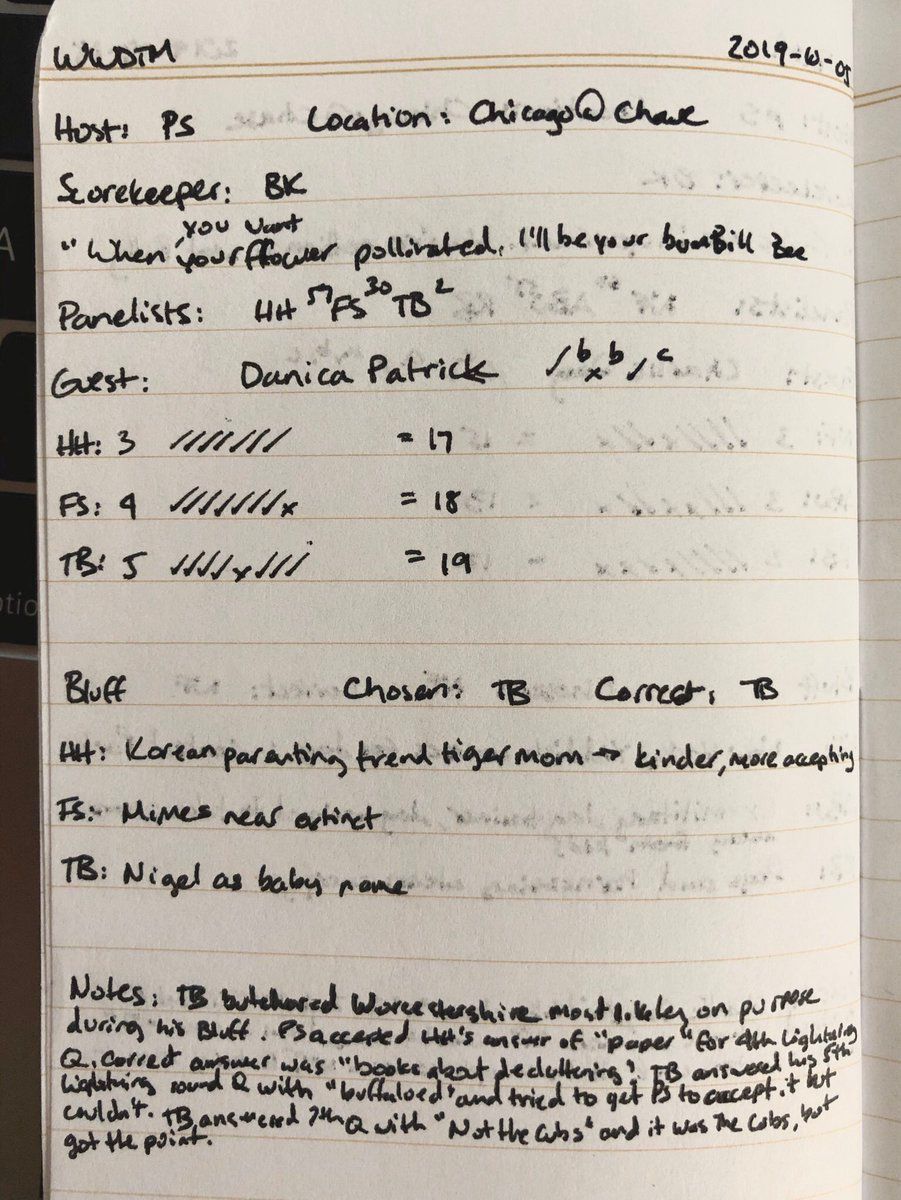 WWDTM 2019-10-05
Host: PS Location: Chicago@Chase
Scorekeeper: BK
you want
"When your flower pollinated, I'll be your bumBill Bee
Panelists: HH 57 FS 30 TB 2
Guest: Danica Patrick /b xb /c
HH: 3 /////// = 17
FS: 4 ///////x = 18
TB: 5 ////x/// = 19
Bluff Chosen: TB Correct: TB
HH: Korean parenting trend tiger mom → kinder, more accepting
FS: Mimes near extinct
TB: Nigel as baby name
Notes: TB butchered Worcestershire most likely on purpose
during his Bluff. PS accepted HH's answer of "paper" for 4th Lightning
Q. Correct answer was "books about decluttering". TB answered his 5th
lightning round Q with "buffaloed" and tried to get PS to accept it but
couldn't. TB answered 7th Q with "Not the Cubs" and it was The Cubs, but
got the point.